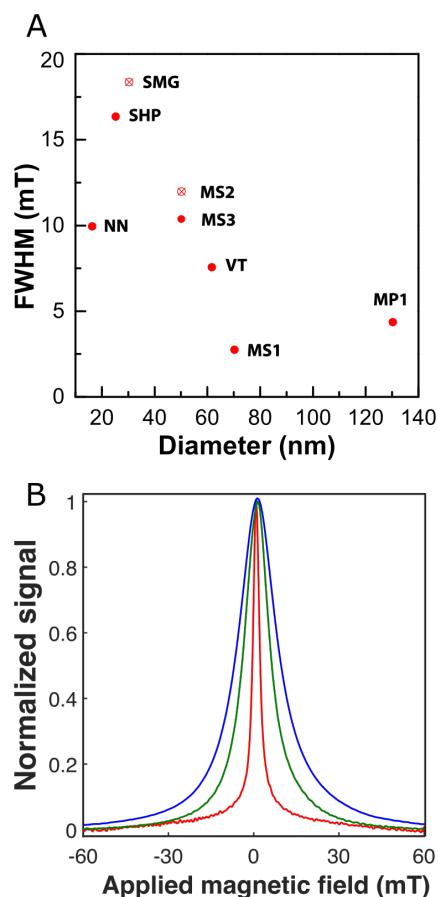 A
FWHM (mT)
20
15
10
5
0
SMG
SHP
MS2
MS3
NN
VT
MP1
MS1
20 40 60 80 100 120 140
Diameter (nm)
B
Normalized signal
1
0.8
0.6
0.4
0.2
0
-60 -30 0 30 60
Applied magnetic field (mT)